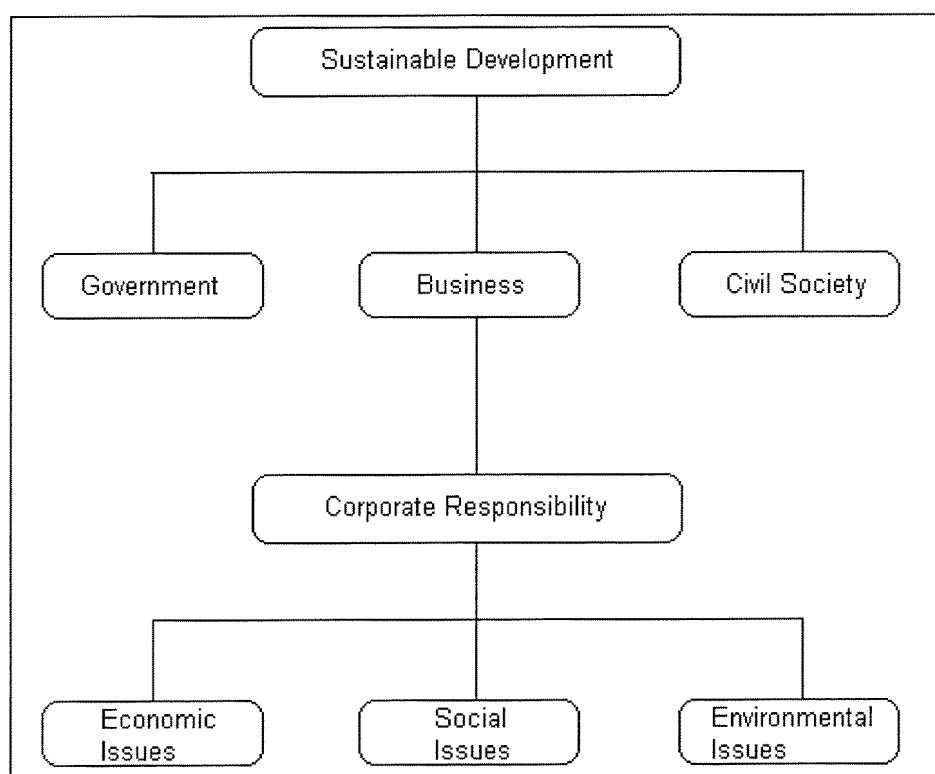 Sustainable Development
Government
Business
Civil Society
Corporate Responsibility
Economic
Issues
Social
Issues
Environmental
Issues